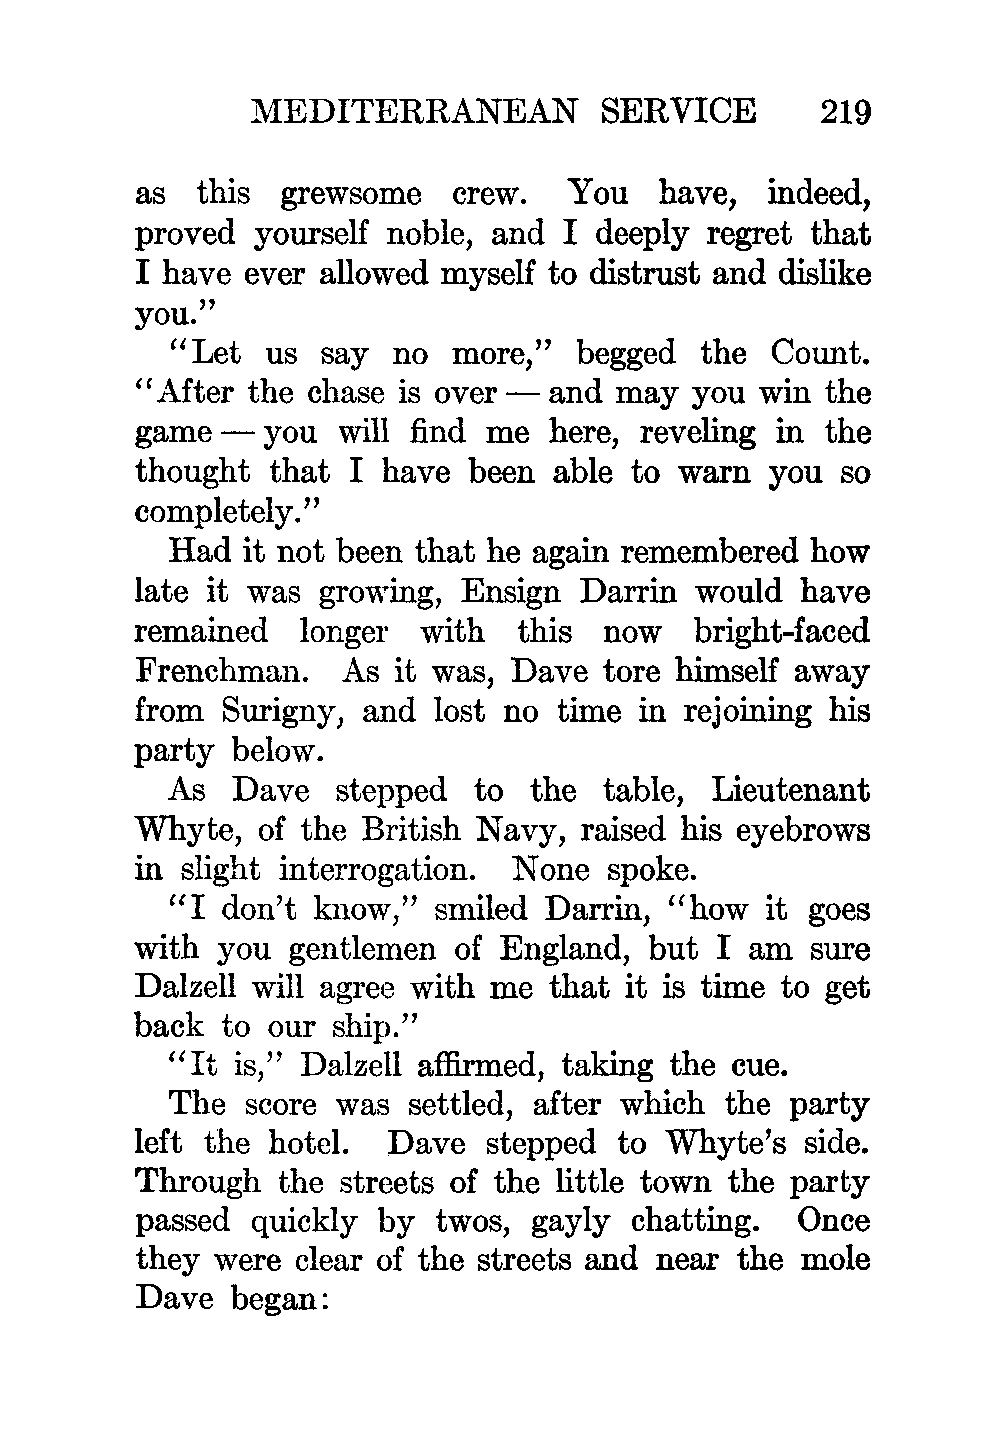 MEDITERRANEAN SERVICE 219
as this grewsome crew. You have, indeed,
proved yourself noble, and I deeply regret that
I have ever allowed myself to distrust and dislike
you.”
“Let us say no more,” begged the Count.
“After the chase is over — and may you win the
game — you will find me here, reveling in the
thought that I have been able to warn you so
completely.”
Had it not been that he again remembered how
late it was growing, Ensign Darrin would have
remained longer with this now bright-faced
Frenchman. As it was, Dave tore himself away
from Surigny, and lost no time in rejoining his
party below.
As Dave stepped to the table, Lieutenant
Whyte, of the British Navy, raised his eyebrows
in slight interrogation. None spoke.
“I don’t know,” smiled Darrin, “how it goes
with you gentlemen of England, but I am sure
Dalzell will agree with me that it is time to get
back to our ship.”
“It is,” Dalzell affirmed, taking the cue.
The score was settled, after which the party
left the hotel. Dave stepped to Whyte’s side.
Through the streets of the little town the party
passed quickly by twos, gayly chatting. Once
they were clear of the streets and near the mole
Dave began: